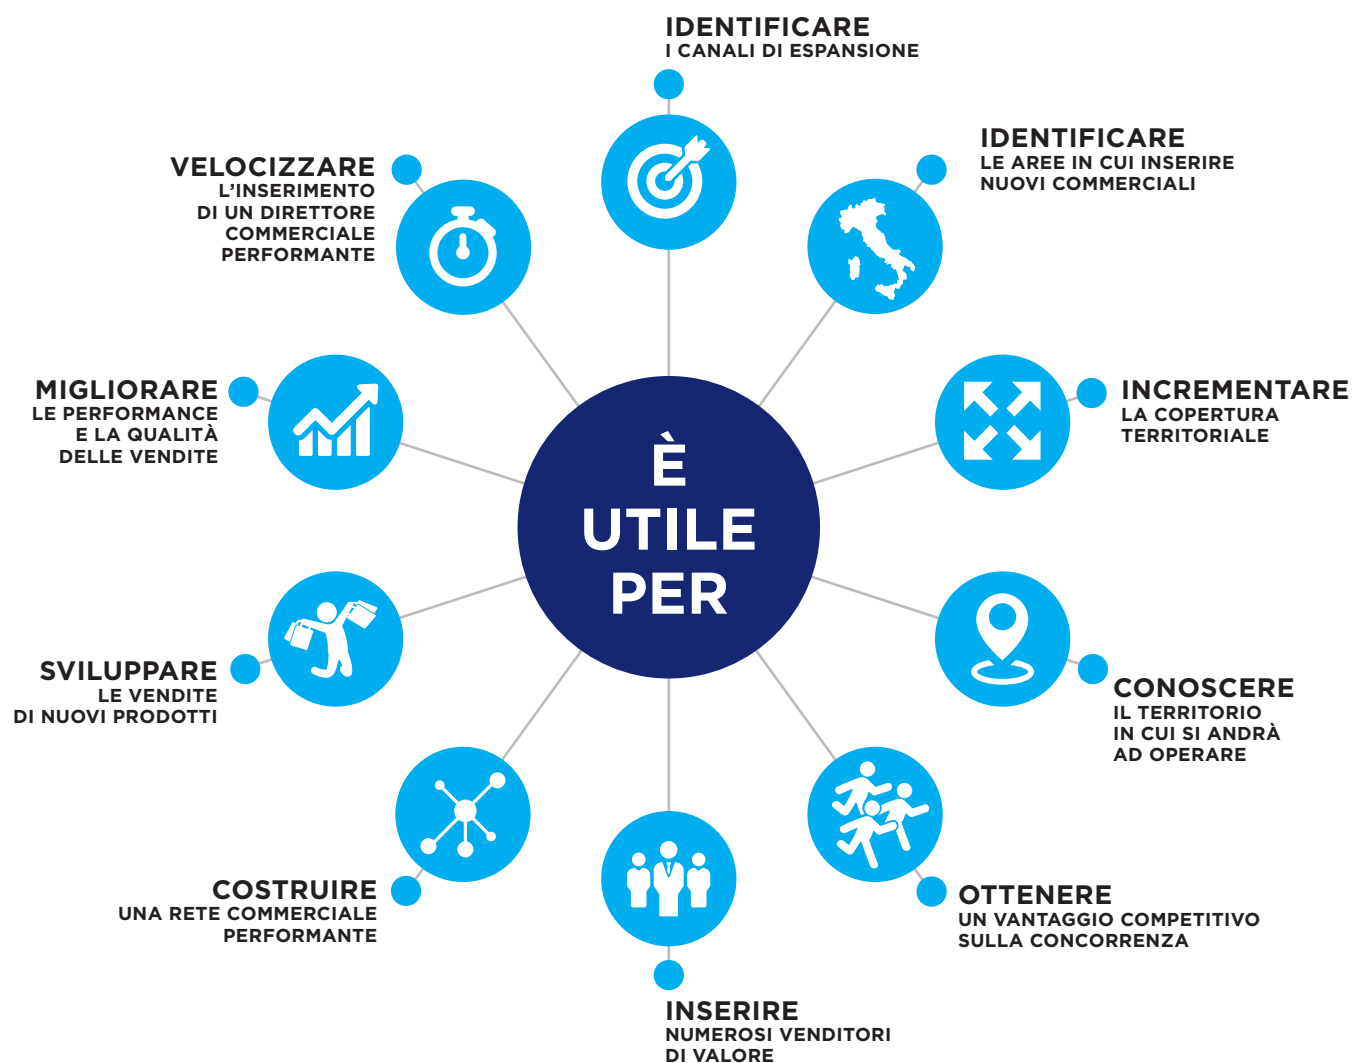 IDENTIFICARE
I CANALI DI ESPANSIONE
IDENTIFICARE
LE AREE IN CUI INSERIRE
NUOVI COMMERCIALI
INCREMENTARE
LA COPERTURA
TERRITORIALE
CONOSCERE
IL TERRITORIO
IN CUI SI ANDRÀ
AD OPERARE
OTTENERE
UN VANTAGGIO COMPETITIVO
SULLA CONCORRENZA
INSERIRE
NUMEROSI VENDITORI
DI VALORE
COSTRUIRE
UNA RETE COMMERCIALE
PERFORMANTE
SVILUPPARE
LE VENDITE
DI NUOVI PRODOTTI
MIGLIORARE
LE PERFORMANCE
E LA QUALITÀ
DELLE VENDITE
VELOCIZZARE
L'INSERIMENTO
DI UN DIRETTORE
COMMERCIALE
PERFORMANTE
È
UTILE
PER